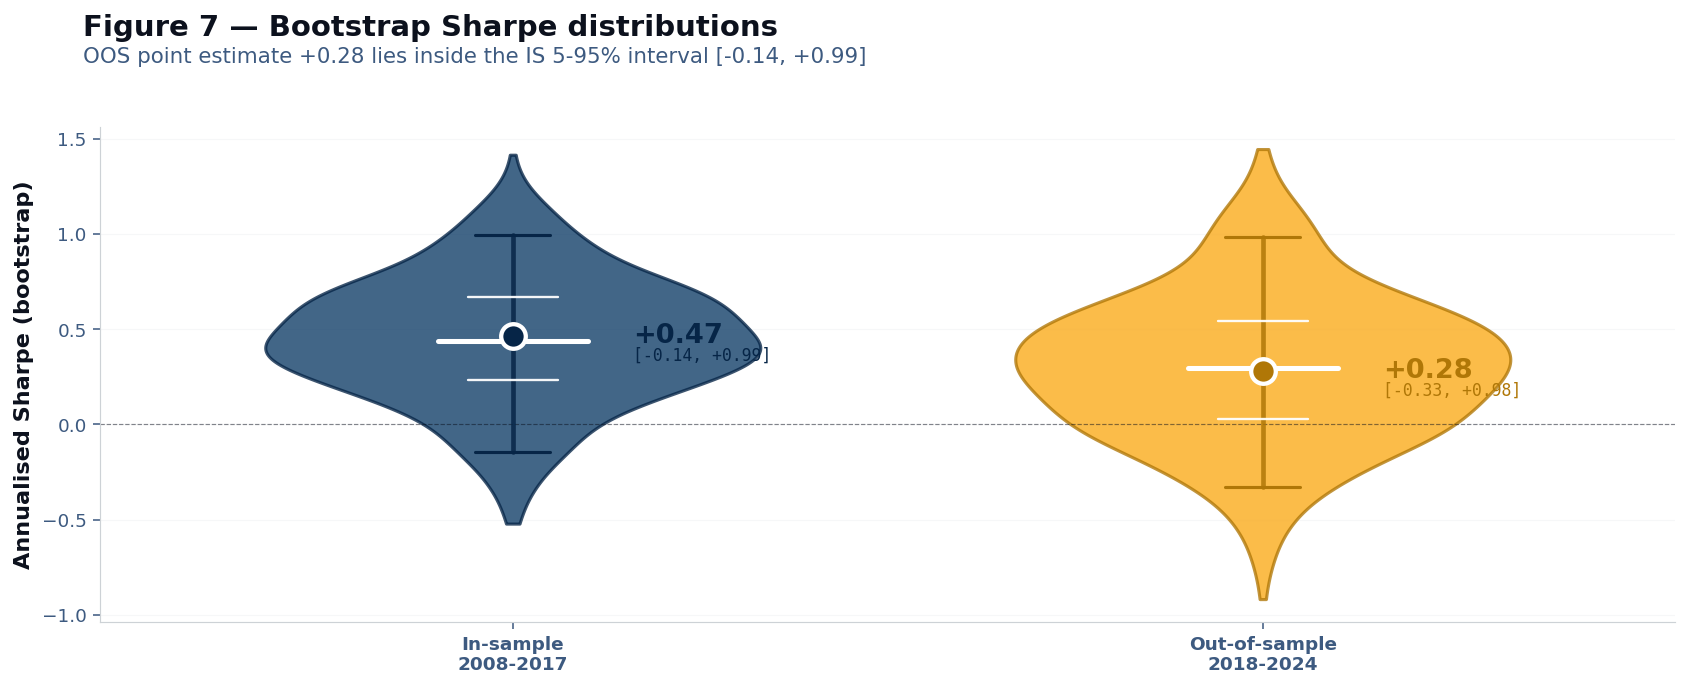 Figure 7 — Bootstrap Sharpe distributions
OOS point estimate +0.28 lies inside the IS 5-95% interval [-0.14, +0.99]
Annualised Sharpe (bootstrap)
1.5
1.0
0.5
0.0
−0.5
−1.0
+0.47
[-0.14, +0.99]
+0.28
[-0.33, +0.98]
In-sample
2008-2017
Out-of-sample
2018-2024